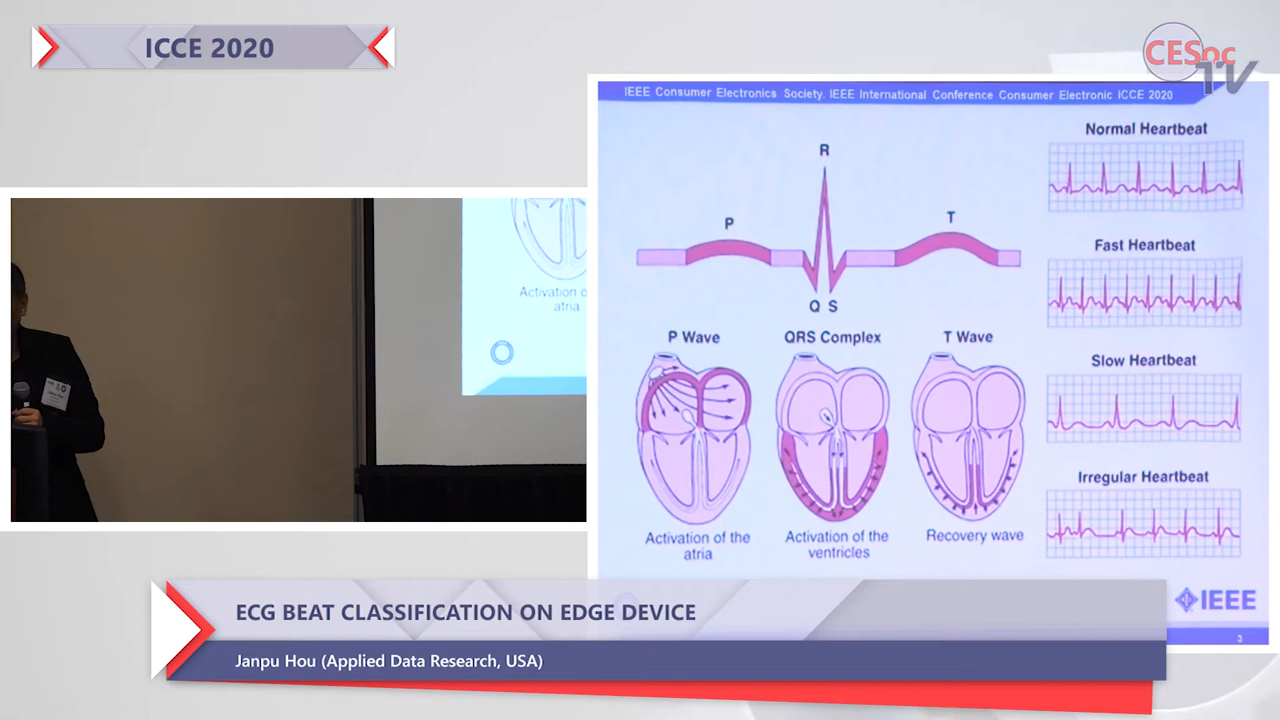 ICCE 2020
CESoc
TV
IEEE Consumer Electronics Society. IEEE International Conference Consumer Electronic ICCE 2020
R
P
T
Q S
P Wave
QRS Complex
T Wave
Activation of the
atria
Activation of the
ventricles
Recovery wave
Normal Heartbeat
Fast Heartbeat
Slow Heartbeat
Irregular Heartbeat
IEEE
3
Activation o
atria
ECG BEAT CLASSIFICATION ON EDGE DEVICE
Janpu Hou (Applied Data Research, USA)